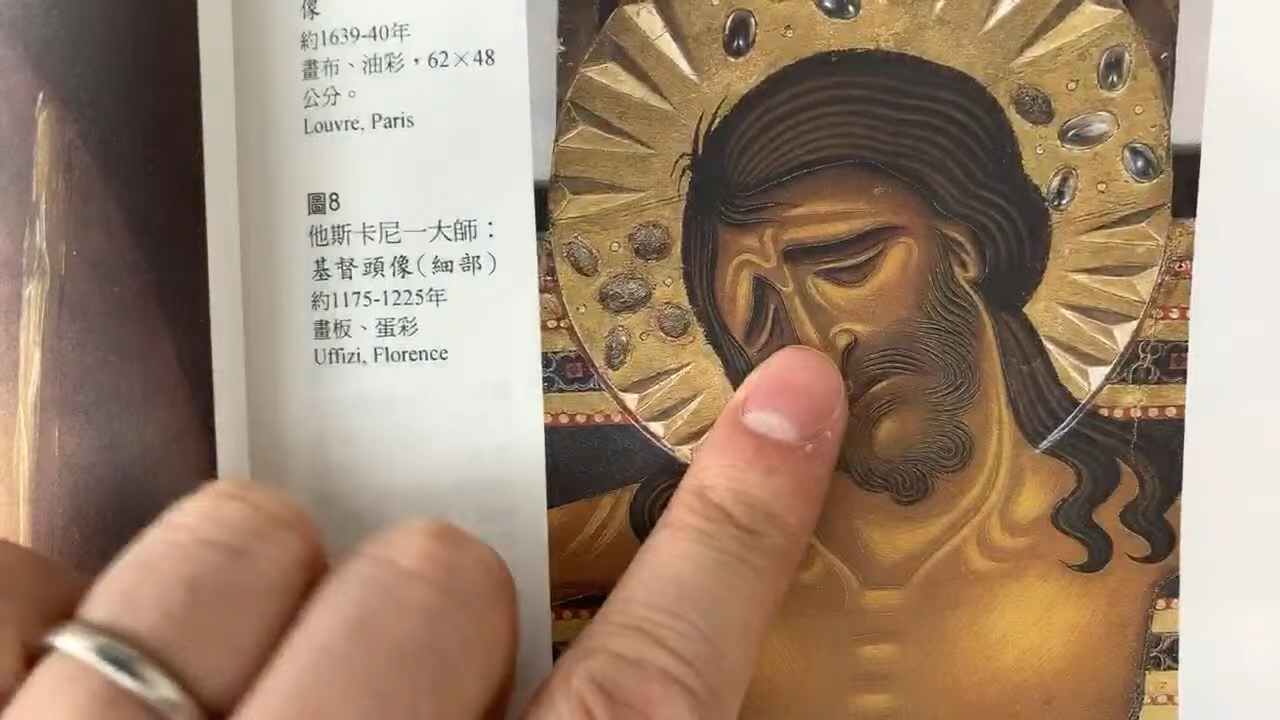 像
約1639-40年
畫布、油彩，62×48
公分。
Louvre, Paris
圖8
他斯卡尼一大師：
基督頭像(細部)
約1175-1225年
畫板、蛋彩
Uffizi, Florence